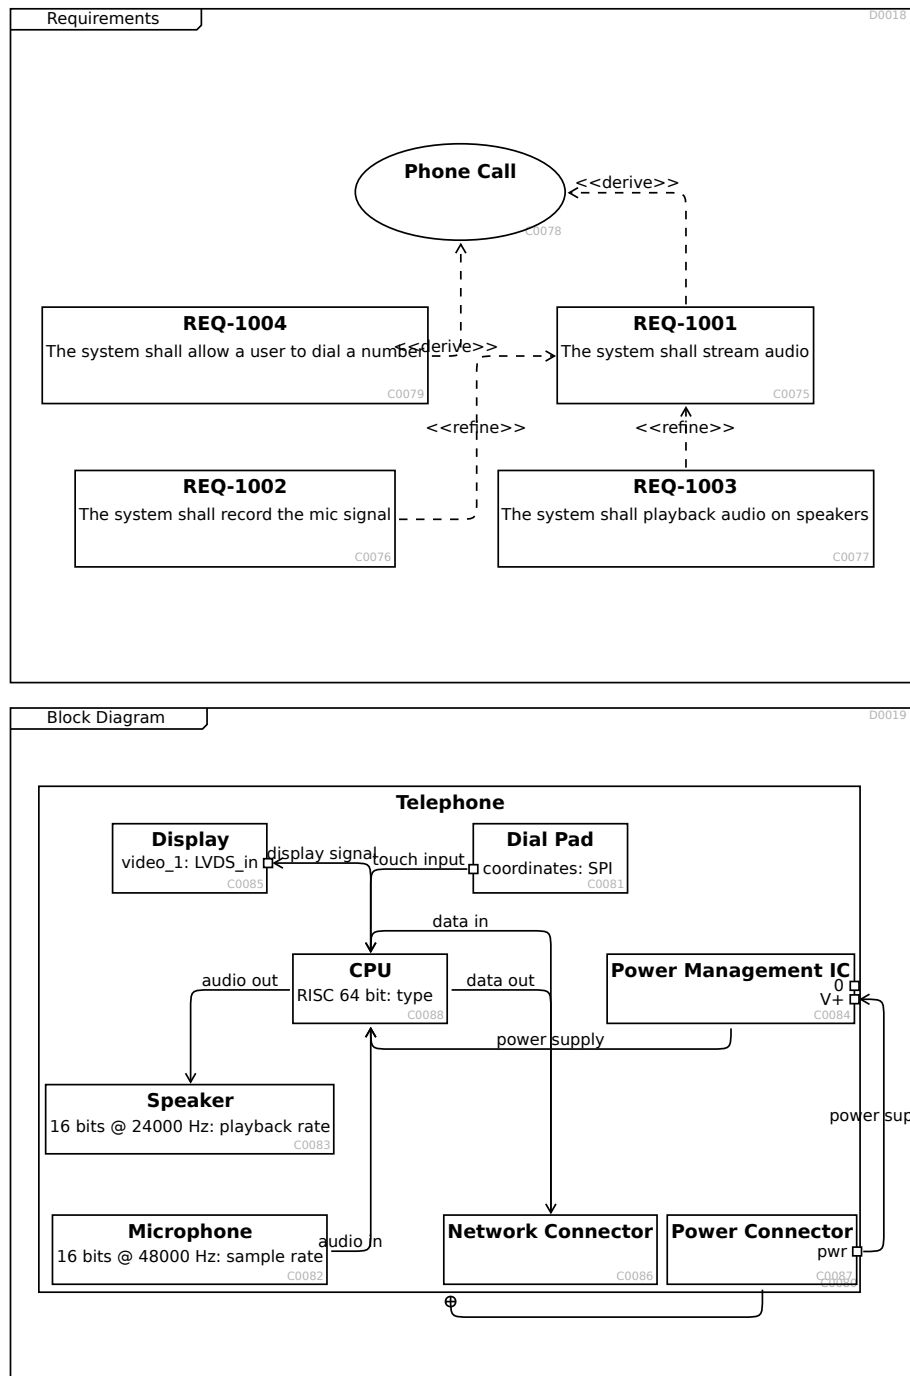 Requirements
D0018
Phone Call
<<derive>>
C0078
REQ-1004
The system shall allow a user to dial a number
C0079
<<derive>>
REQ-1001
The system shall stream audio
C0075
<<refine>>
<<refine>>
REQ-1002
The system shall record the mic signal
C0076
REQ-1003
The system shall playback audio on speakers
C0077
Block Diagram
D0019
Telephone
Display
video_1: LVDS_in
C0085
display signal
touch input
Dial Pad
coordinates: SPI
C0081
data in
audio out
CPU
RISC 64 bit: type
C0088
data out
Power Management IC
0
V+
C0084
power supply
Speaker
16 bits @ 24000 Hz: playback rate
C0083
power sup
Microphone
16 bits @ 48000 Hz: sample rate
C0082
audio in
Network Connector
C0086
Power Connector
pwr
C0087
C0080